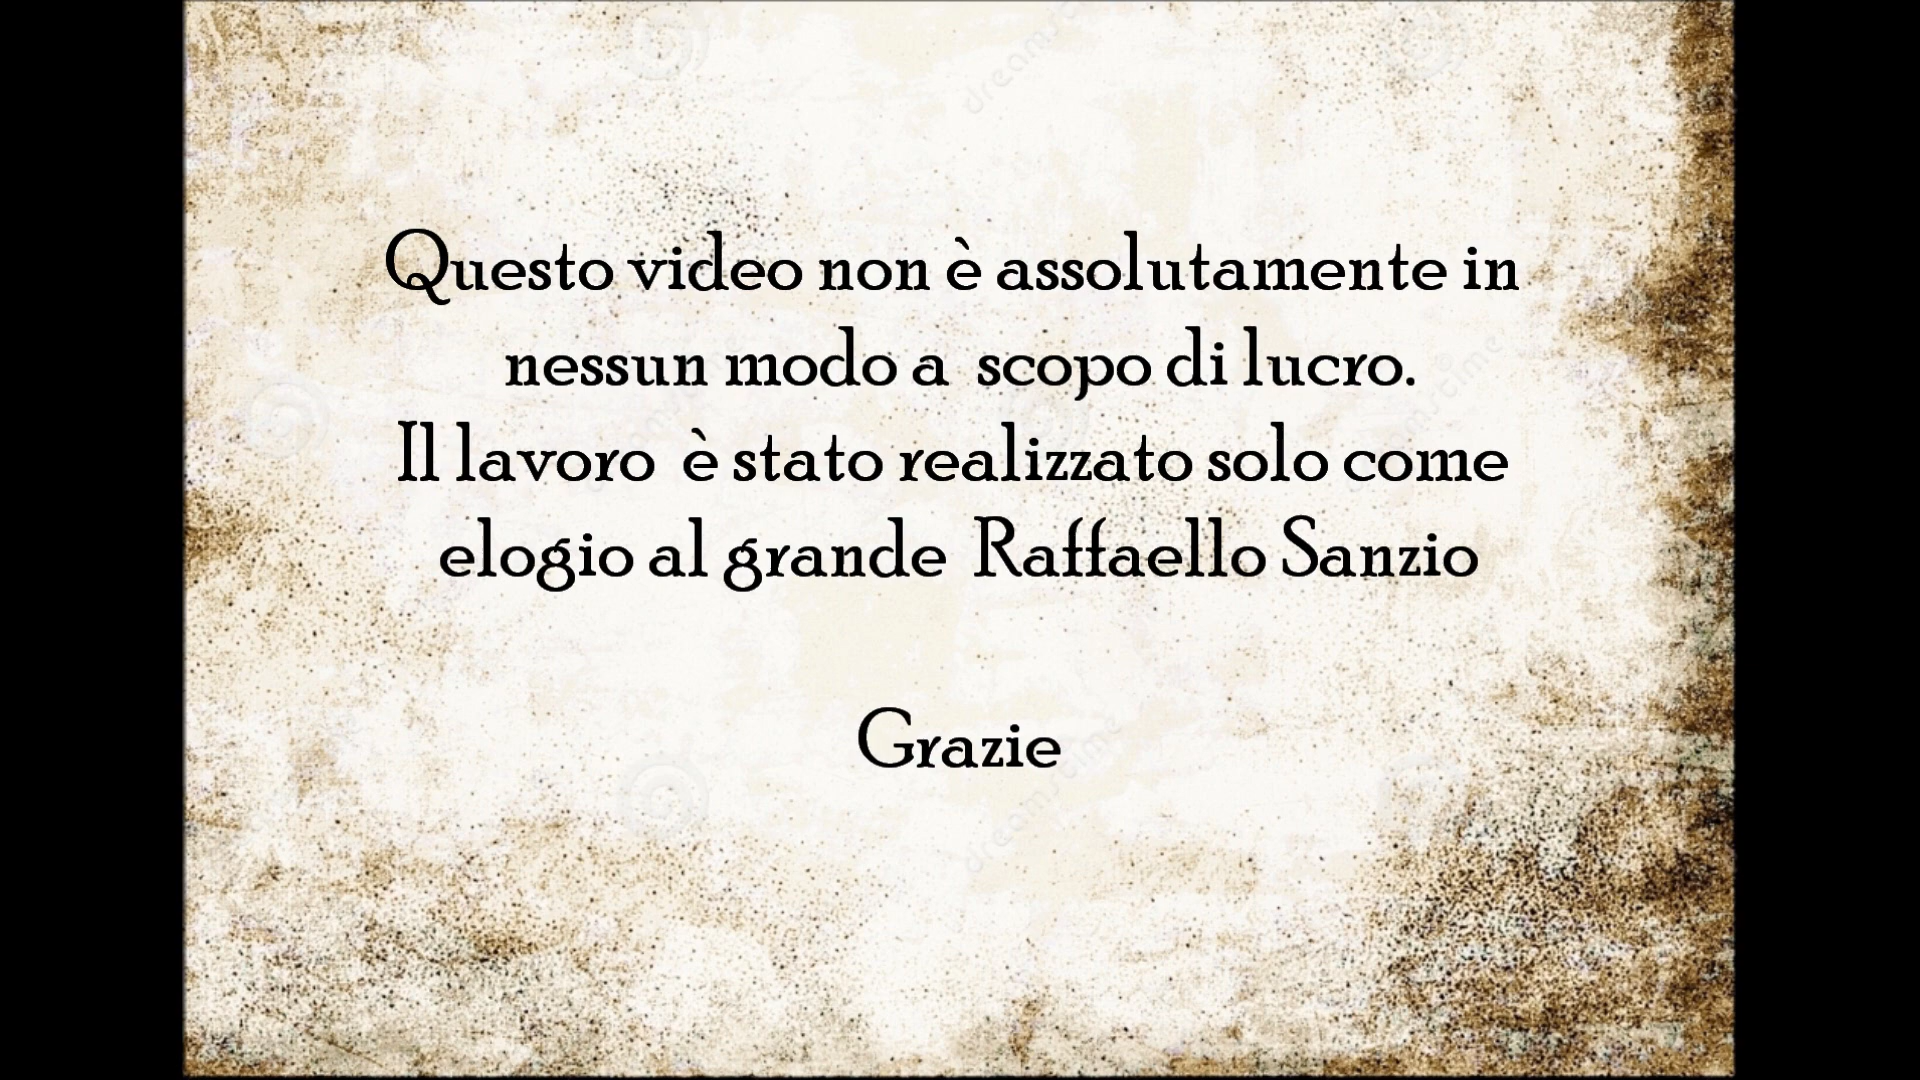 Questo video non è assolutamente in
nessun modo a scopo di lucro.
Il lavoro è stato realizzato solo come
elogio al grande Raffaello Sanzio
Grazie